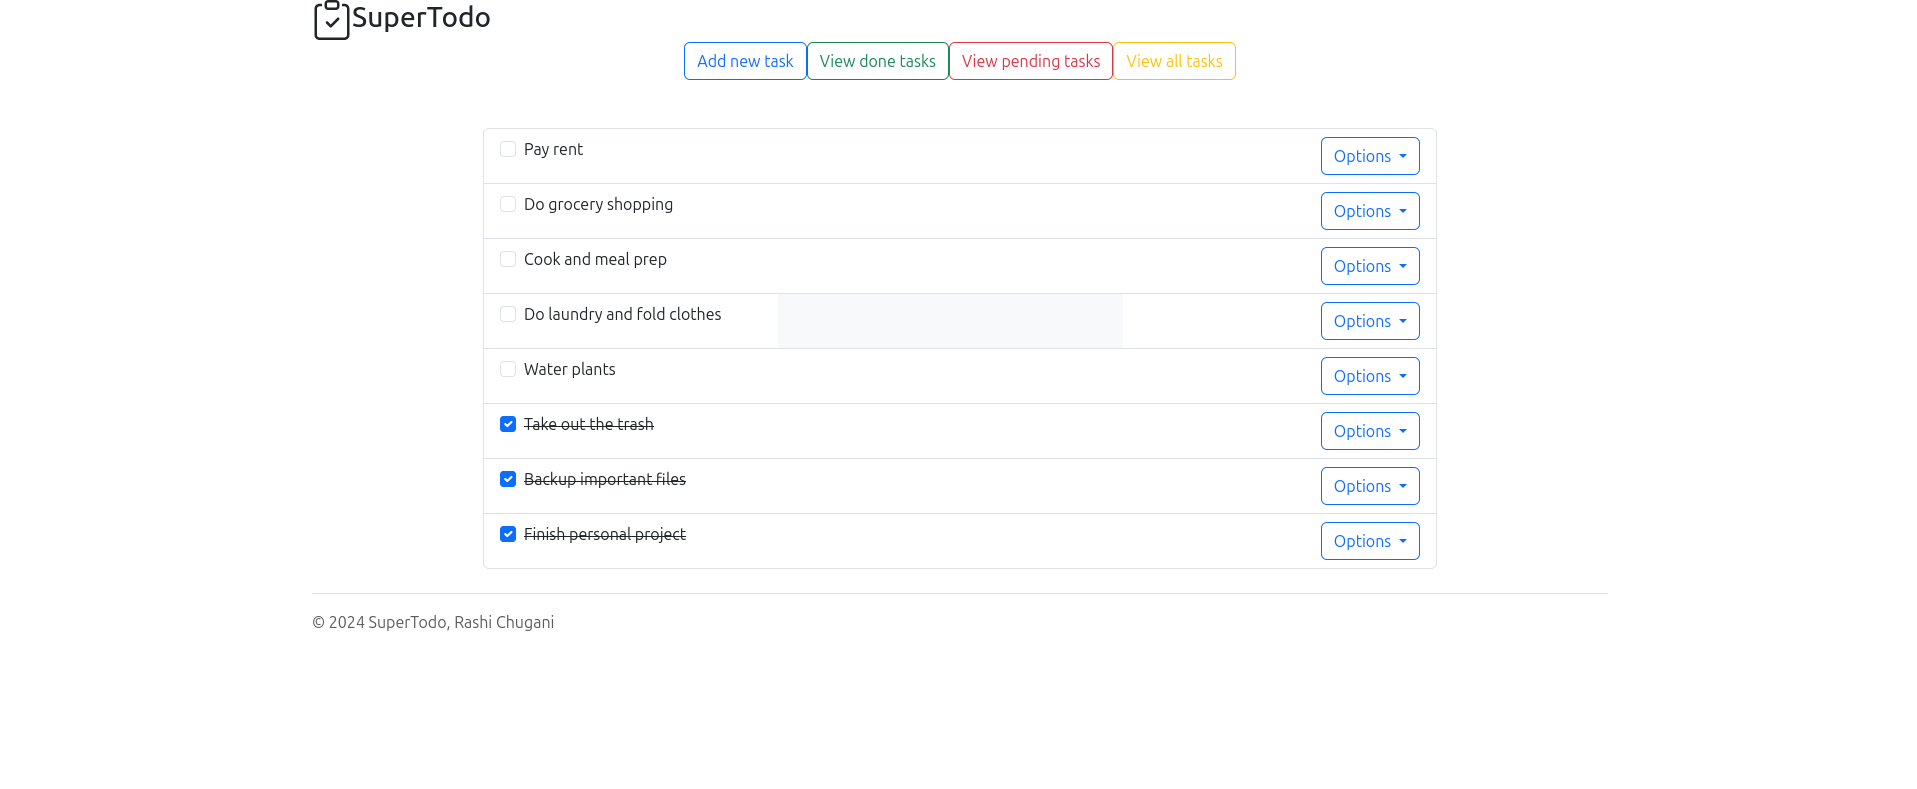 SuperTodo
Add new task View done tasks View pending tasks View all tasks
Pay rent Options
Do grocery shopping Options
Cook and meal prep Options
Do laundry and fold clothes Options
Water plants Options
Take out the trash Options
Backup important files Options
Finish personal project Options
© 2024 SuperTodo, Rashi Chugani